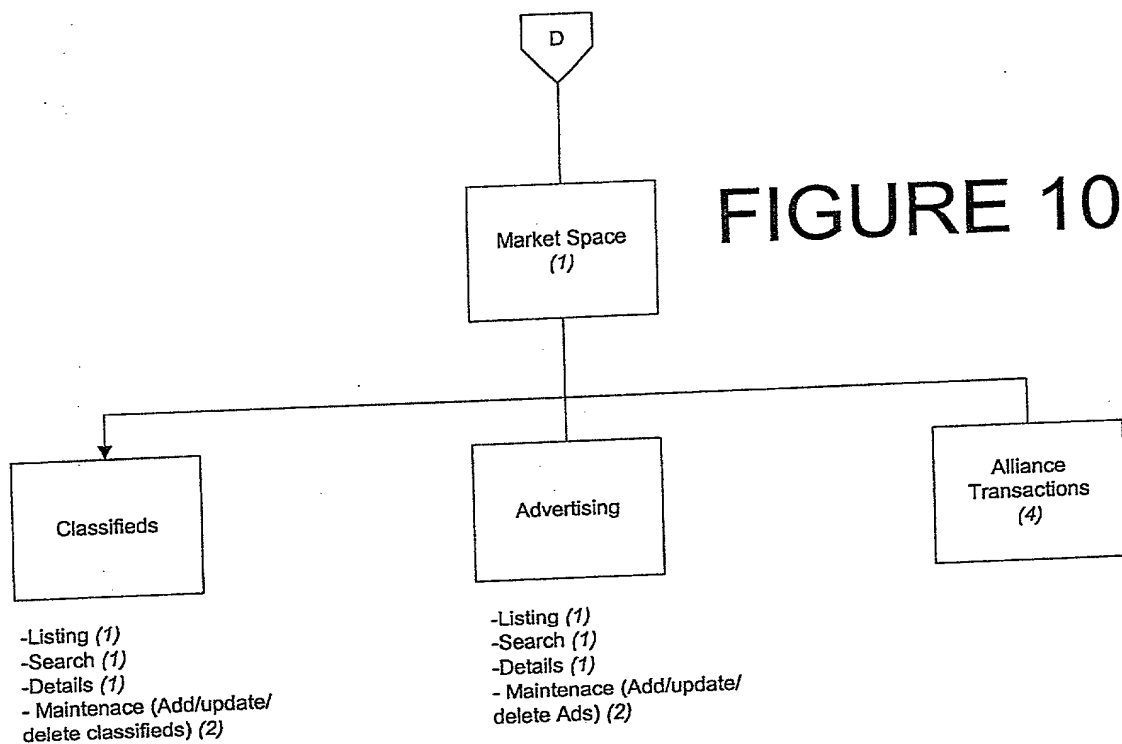 D
Market Space
(1)
FIGURE 10
Classifieds
Advertising
Alliance
Transactions
(4)
-Listing (1)
-Search (1)
-Details (1)
- Maintenace (Add/update/
delete classifieds) (2)
-Listing (1)
-Search (1)
-Details (1)
- Maintenace (Add/update/
delete Ads) (2)